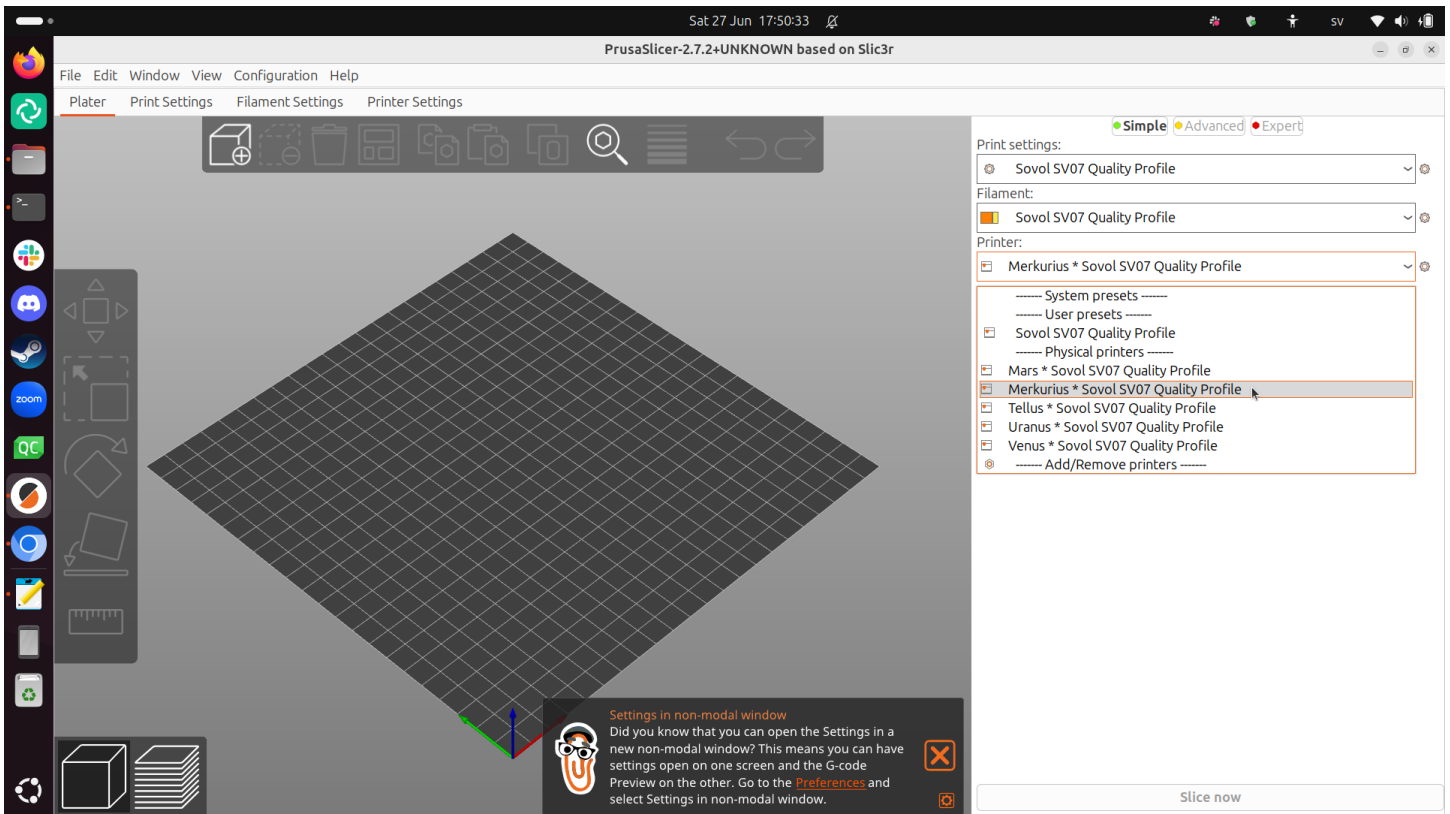 Sat 27 Jun 17:50:33
sv
PrusaSlicer-2.7.2+UNKNOWN based on Slic3r
File Edit Window View Configuration Help
Plater Print Settings Filament Settings Printer Settings
Simple Advanced Expert
Print settings:
Sovol SV07 Quality Profile
Filament:
Sovol SV07 Quality Profile
Printer:
Merkurius * Sovol SV07 Quality Profile
------- System presets -------
------- User presets -------
Sovol SV07 Quality Profile
------- Physical printers -------
Mars * Sovol SV07 Quality Profile
Merkurius * Sovol SV07 Quality Profile
Tellus * Sovol SV07 Quality Profile
Uranus * Sovol SV07 Quality Profile
Venus * Sovol SV07 Quality Profile
------- Add/Remove printers -------
zoom
QC
Settings in non-modal window
Did you know that you can open the Settings in a
new non-modal window? This means you can have
settings open on one screen and the G-code
Preview on the other. Go to the Preferences and
select Settings in non-modal window.
Slice now